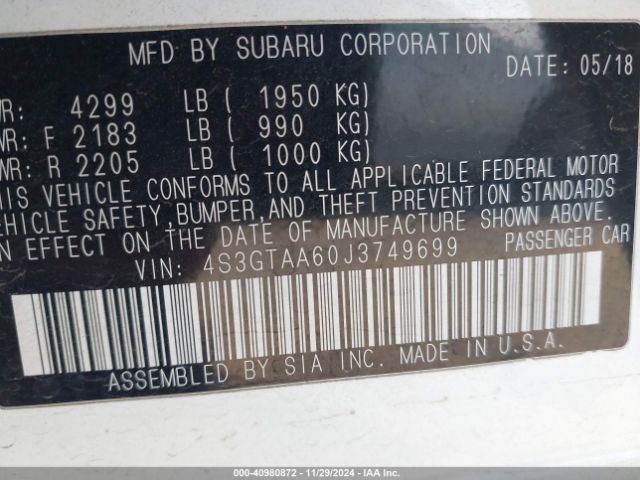 MFD BY SUBARU CORPORATION
DATE: 05/18
WR: 4299 LB ( 1950 KG)
WR: F 2183 LB ( 990 KG)
WR: R 2205 LB ( 1000 KG)
HIS VEHICLE CONFORMS TO ALL APPLICABLE FEDERAL MOTOR
VEHICLE SAFETY, BUMPER, AND THEFT PREVENTION STANDARDS
N EFFECT ON THE DATE OF MANUFACTURE SHOWN ABOVE.
VIN: 4S3GTAA60J3749699 PASSENGER CAR
ASSEMBLED BY SIA INC. MADE IN U.S.A.
000-40980872 - 11/29/2024 - IAA Inc.